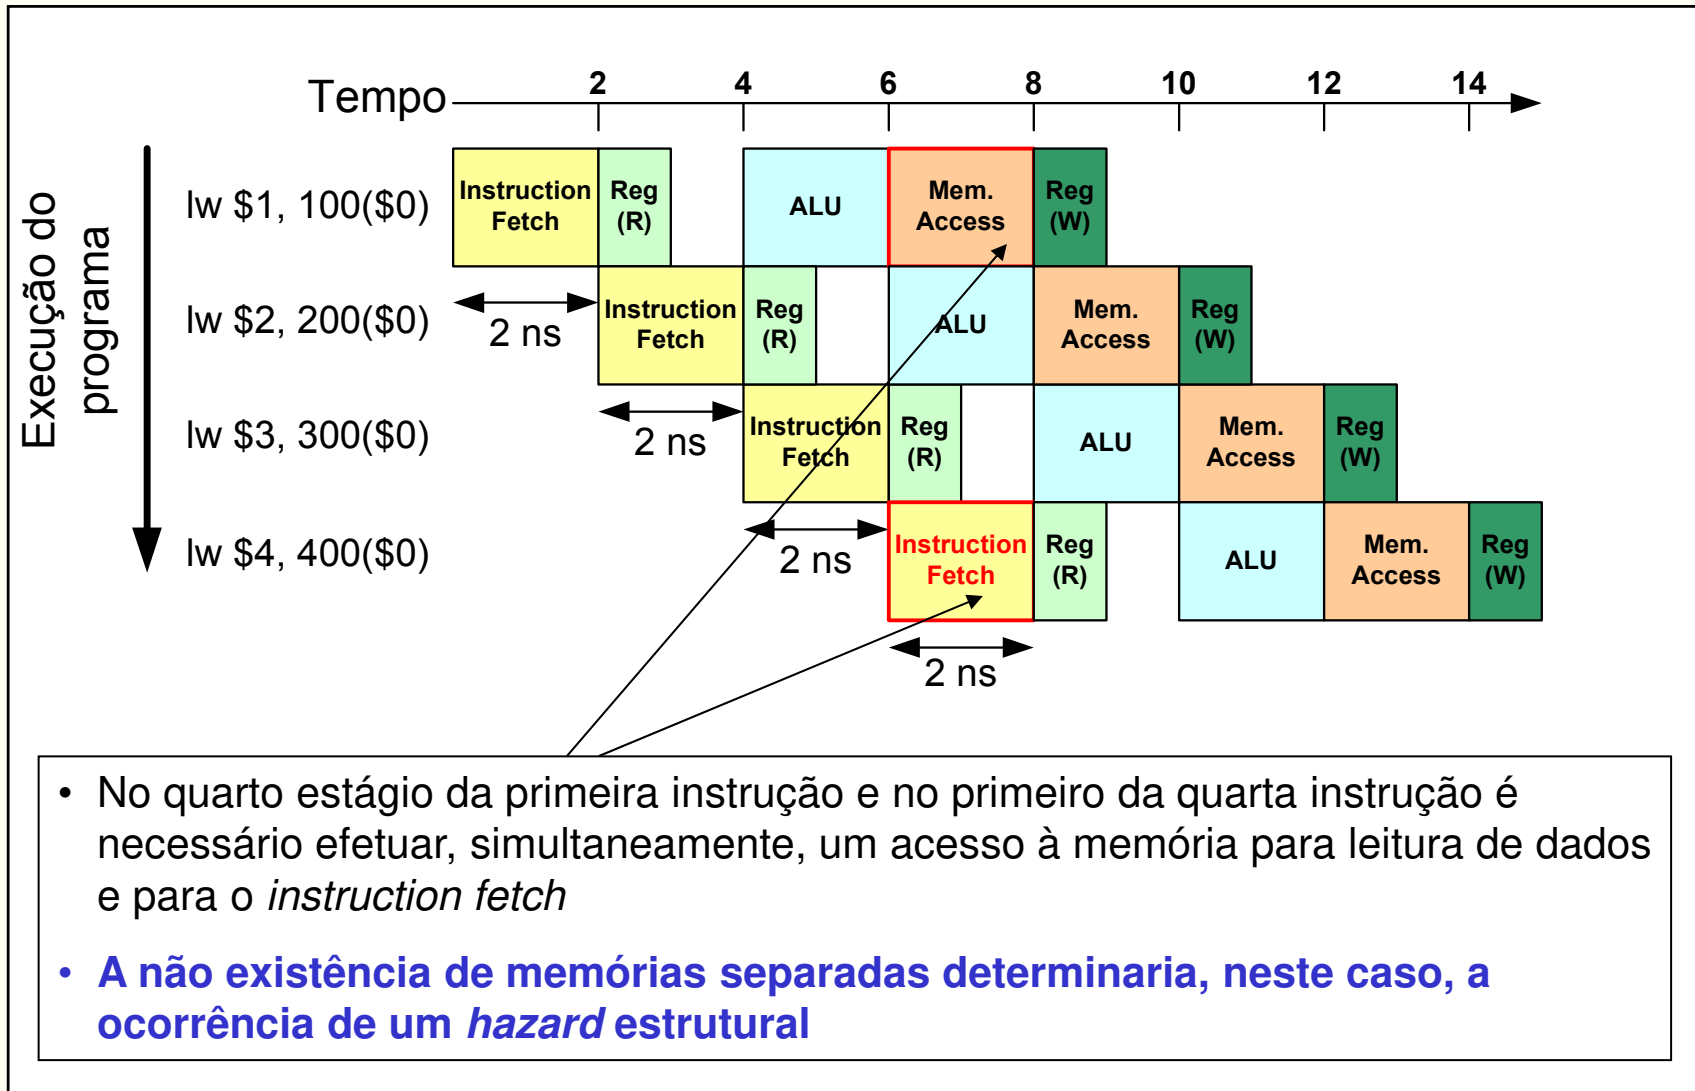 Tempo 2 4 6 8 10 12 14
Execução do
programa
lw $1, 100($0)
Instruction
Fetch
Reg
(R)
ALU
Mem.
Access
Reg
(W)
lw $2, 200($0)
2 ns
Instruction
Fetch
Reg
(R)
ALU
Mem.
Access
Reg
(W)
lw $3, 300($0)
2 ns
Instruction
Fetch
Reg
(R)
ALU
Mem.
Access
Reg
(W)
lw $4, 400($0)
2 ns
Instruction
Fetch
Reg
(R)
ALU
Mem.
Access
Reg
(W)
2 ns
• No quarto estágio da primeira instrução e no primeiro da quarta instrução é
necessário efetuar, simultaneamente, um acesso à memória para leitura de dados
e para o instruction fetch
• A não existência de memórias separadas determinaria, neste caso, a
ocorrência de um hazard estrutural